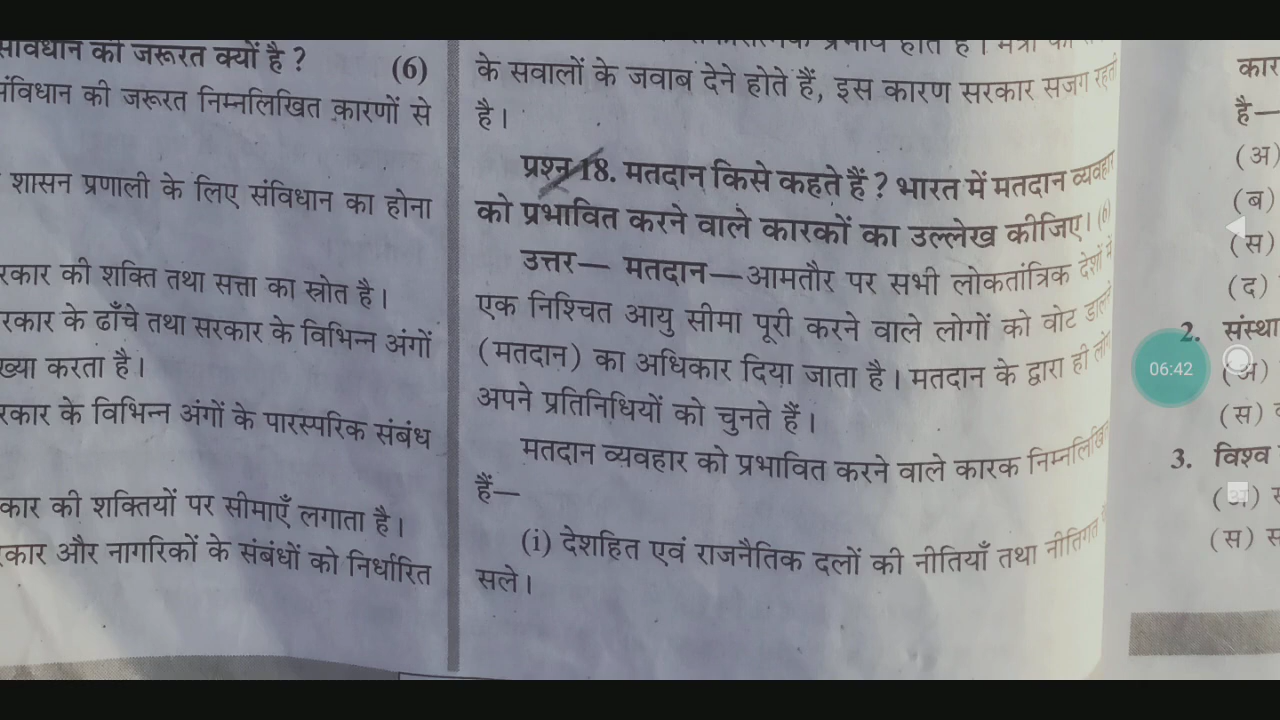 संविधान की जरूरत क्यों है ?
(6)
संविधान की जरूरत निम्नलिखित कारणों से
शासन प्रणाली के लिए संविधान का होना
रकार की शक्ति तथा सत्ता का स्रोत है।
रकार के ढाँचे तथा सरकार के विभिन्न अंगों
ख्या करता है।
रकार के विभिन्न अंगों के पारस्परिक संबंध
कार की शक्तियों पर सीमाएँ लगाता है।
रकार और नागरिकों के संबंधों को निर्धारित
प्रभाव होते हैं।
के सवालों के जवाब देने होते हैं, इस कारण सरकार सजग रहती
है।
प्रश्न 18. मतदान किसे कहते हैं ? भारत में मतदान व्यवहार
को प्रभावित करने वाले कारकों का उल्लेख कीजिए। (6)
उत्तर— मतदान—आमतौर पर सभी लोकतांत्रिक देशों में
एक निश्चित आयु सीमा पूरी करने वाले लोगों को वोट डालने
(मतदान) का अधिकार दिया जाता है। मतदान के द्वारा ही लोग
अपने प्रतिनिधियों को चुनते हैं।
मतदान व्यवहार को प्रभावित करने वाले कारक निम्नलिखित
हैं—
(i) देशहित एवं राजनैतिक दलों की नीतियाँ तथा नीतिगत
सले।
कार
है—
(अ)
(ब)
(स)
(द)
2. संस्था
(अ)
(स)
3. विश्व
(अ)
(स)
06:42